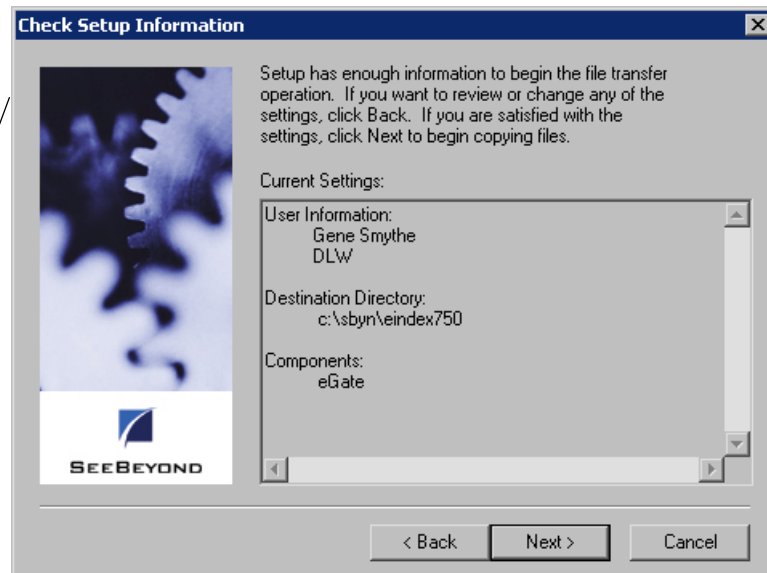 Check Setup Information
Setup has enough information to begin the file transfer
operation. If you want to review or change any of the
settings, click Back. If you are satisfied with the
settings, click Next to begin copying files.
Current Settings:
User Information:
Gene Smythe
DLW
Destination Directory:
c:\sbyn\eindex750
Components:
eGate
SEEBEYOND
< Back
Next >
Cancel